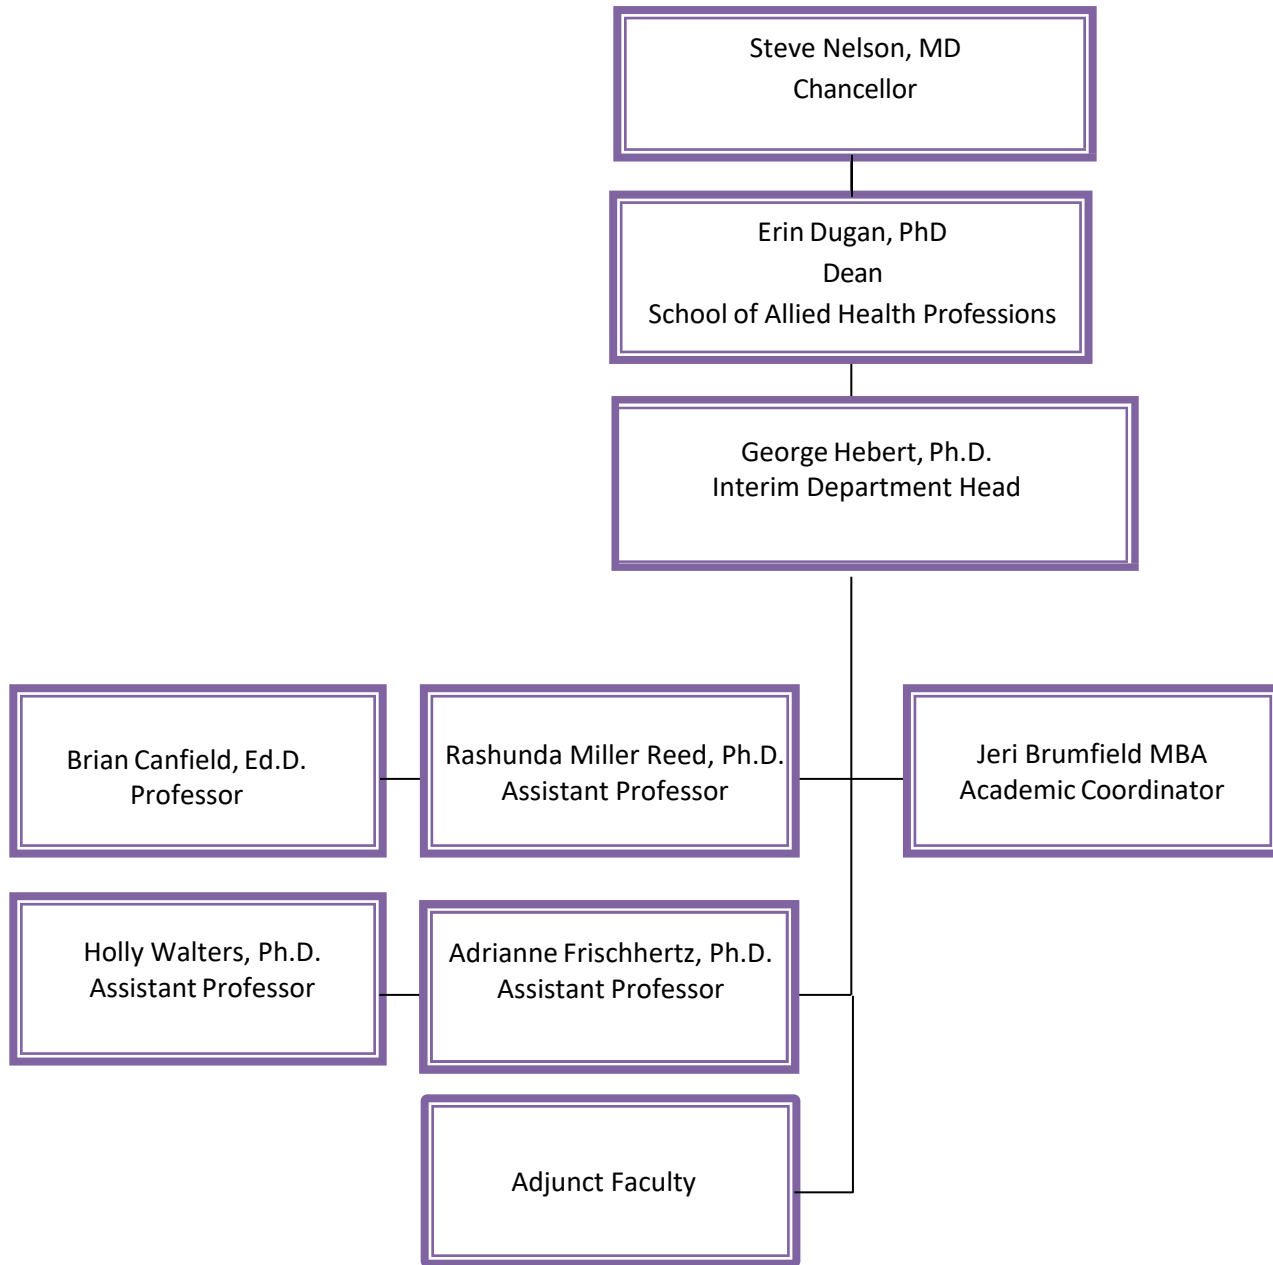 Steve Nelson, MD
Chancellor
Erin Dugan, PhD
Dean
School of Allied Health Professions
George Hebert, Ph.D.
Interim Department Head
Brian Canfield, Ed.D.
Professor
Rashunda Miller Reed, Ph.D.
Assistant Professor
Jeri Brumfield MBA
Academic Coordinator
Holly Walters, Ph.D.
Assistant Professor
Adrianne Frischhertz, Ph.D.
Assistant Professor
Adjunct Faculty